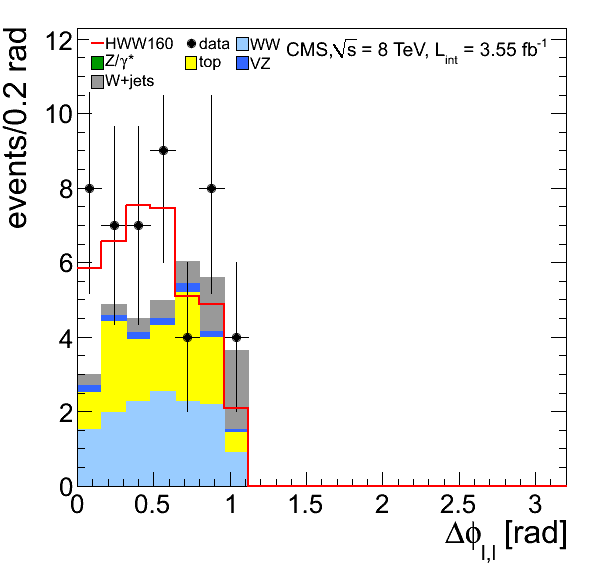 HWW160 data WW
Z/γ* top VZ
W+jets
CMS,√s = 8 TeV, L_int = 3.55 fb⁻¹
events/0.2 rad
12
10
8
6
4
2
0
0 0.5 1 1.5 2 2.5 3
Δϕ_l,l [rad]